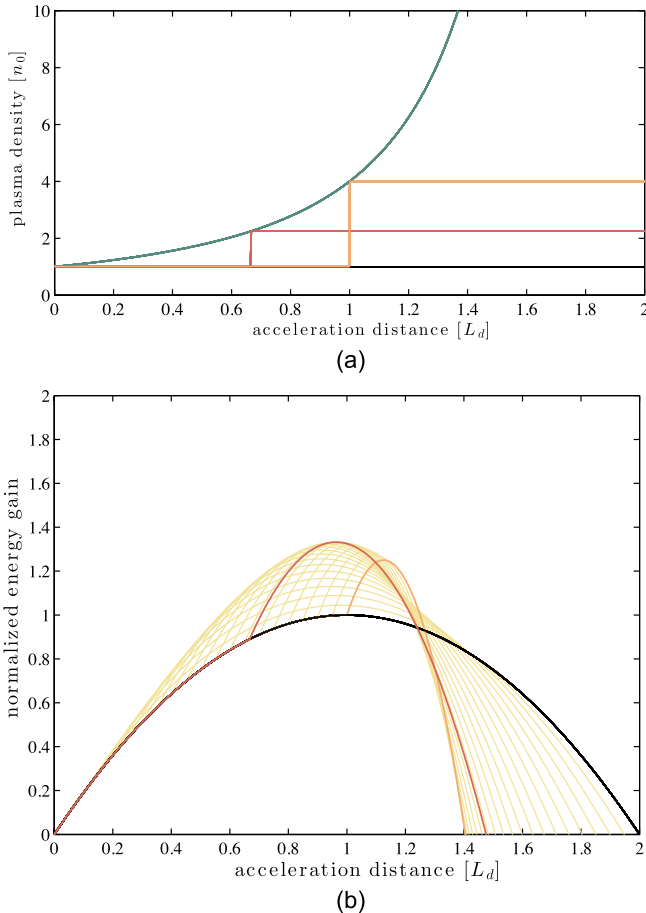 plasma density [n₀]
10
8
6
4
2
0
0 0.2 0.4 0.6 0.8 1 1.2 1.4 1.6 1.8 2
acceleration distance [L_d]
(a)
normalized energy gain
2
1.8
1.6
1.4
1.2
1
0.8
0.6
0.4
0.2
0
0 0.2 0.4 0.6 0.8 1 1.2 1.4 1.6 1.8 2
acceleration distance [L_d]
(b)